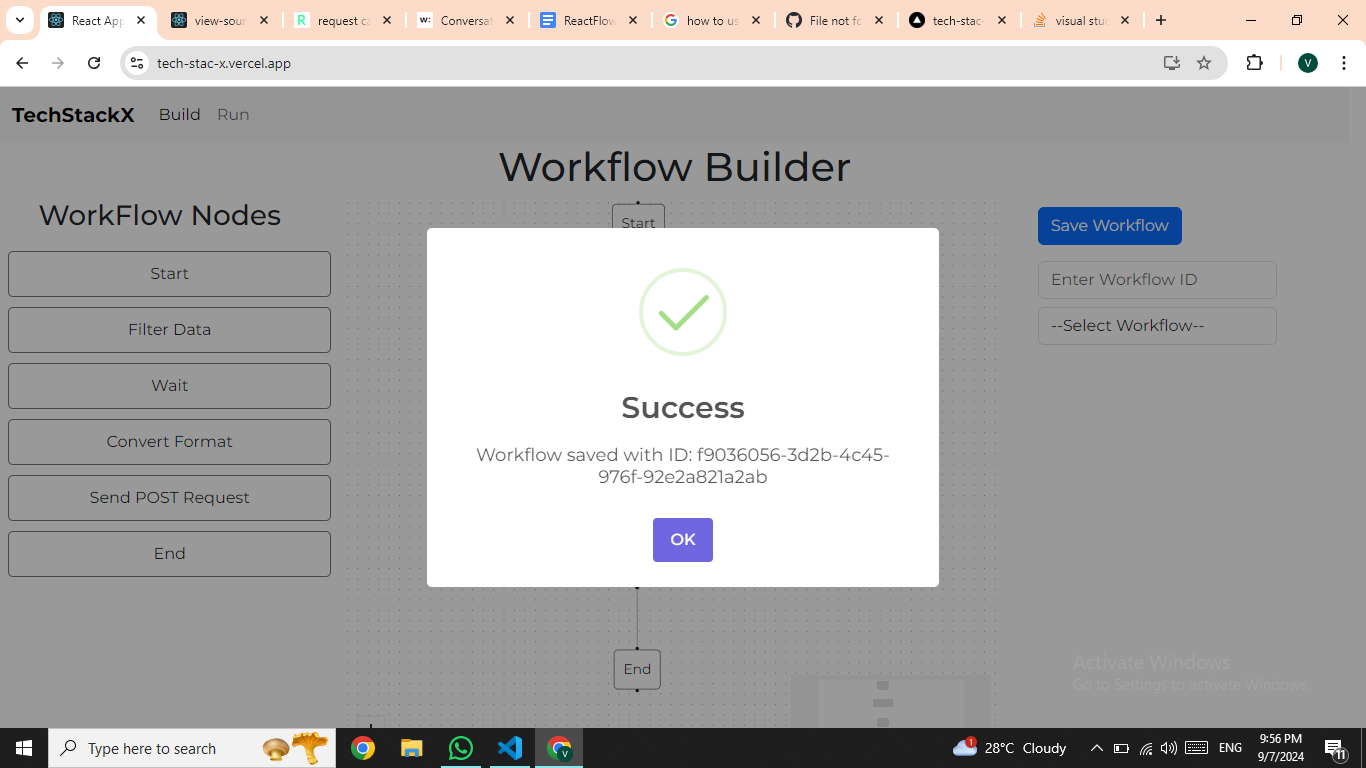 React App
view-sour
request ca
Conversat
ReactFlow
how to us
File not fo
tech-stac-
visual stud
tech-stac-x.vercel.app
V
TechStackX
Build
Run
Workflow Builder
WorkFlow Nodes
Start
Filter Data
Wait
Convert Format
Send POST Request
End
Start
End
Save Workflow
Enter Workflow ID
--Select Workflow--
Success
Workflow saved with ID: f9036056-3d2b-4c45-
976f-92e2a821a2ab
OK
Activate Windows
Go to Settings to activate Windows.
Type here to search
V
1
28°C Cloudy
ENG
9:56 PM
9/7/2024
11